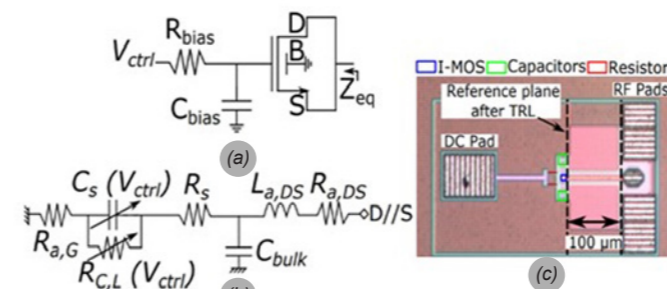 D
R_bias
V_ctrl
B
Z_eq
C_bias
S
(a)
C_s (V_ctrl)
R_s
L_a,DS
R_a,DS
D//S
R_a,G
C_bulk
R_C,L (V_ctrl)
I-MOS Capacitors Resistor
Reference plane
after TRL
RF Pads
DC Pad
100 μm
(c)